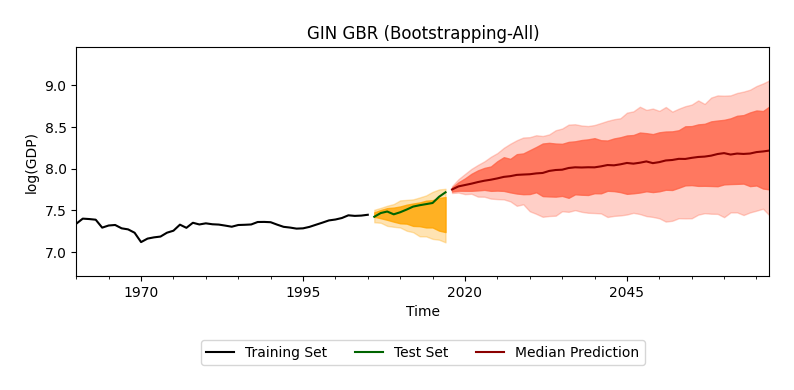 GIN GBR (Bootstrapping-All)
log(GDP)
9.0
8.5
8.0
7.5
7.0
1970 1995 2020 2045
Time
Training Set Test Set Median Prediction